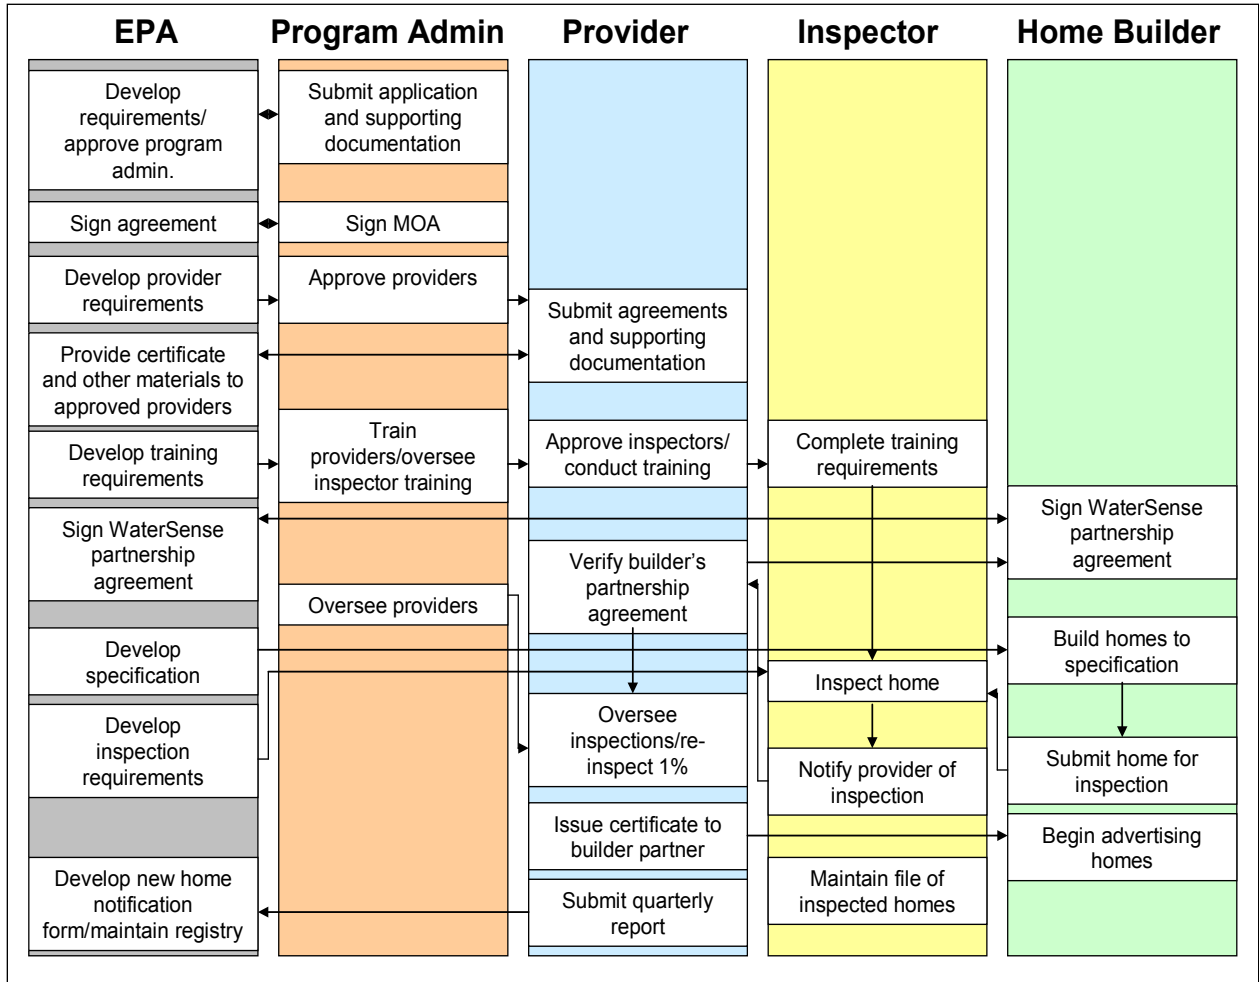 EPA
Program Admin
Provider
Inspector
Home Builder
Develop
requirements/
approve program
admin.
Sign agreement
Develop provider
requirements
Provide certificate
and other materials to
approved providers
Develop training
requirements
Sign WaterSense
partnership
agreement
Develop
specification
Develop
inspection
requirements
Develop new home
notification
form/maintain registry
Submit application
and supporting
documentation
Sign MOA
Approve providers
Train
providers/oversee
inspector training
Oversee providers
Submit agreements
and supporting
documentation
Approve inspectors/
conduct training
Verify builder’s
partnership
agreement
Oversee
inspections/re-
inspect 1%
Issue certificate to
builder partner
Submit quarterly
report
Complete training
requirements
Inspect home
Notify provider of
inspection
Maintain file of
inspected homes
Sign WaterSense
partnership
agreement
Build homes to
specification
Submit home for
inspection
Begin advertising
homes